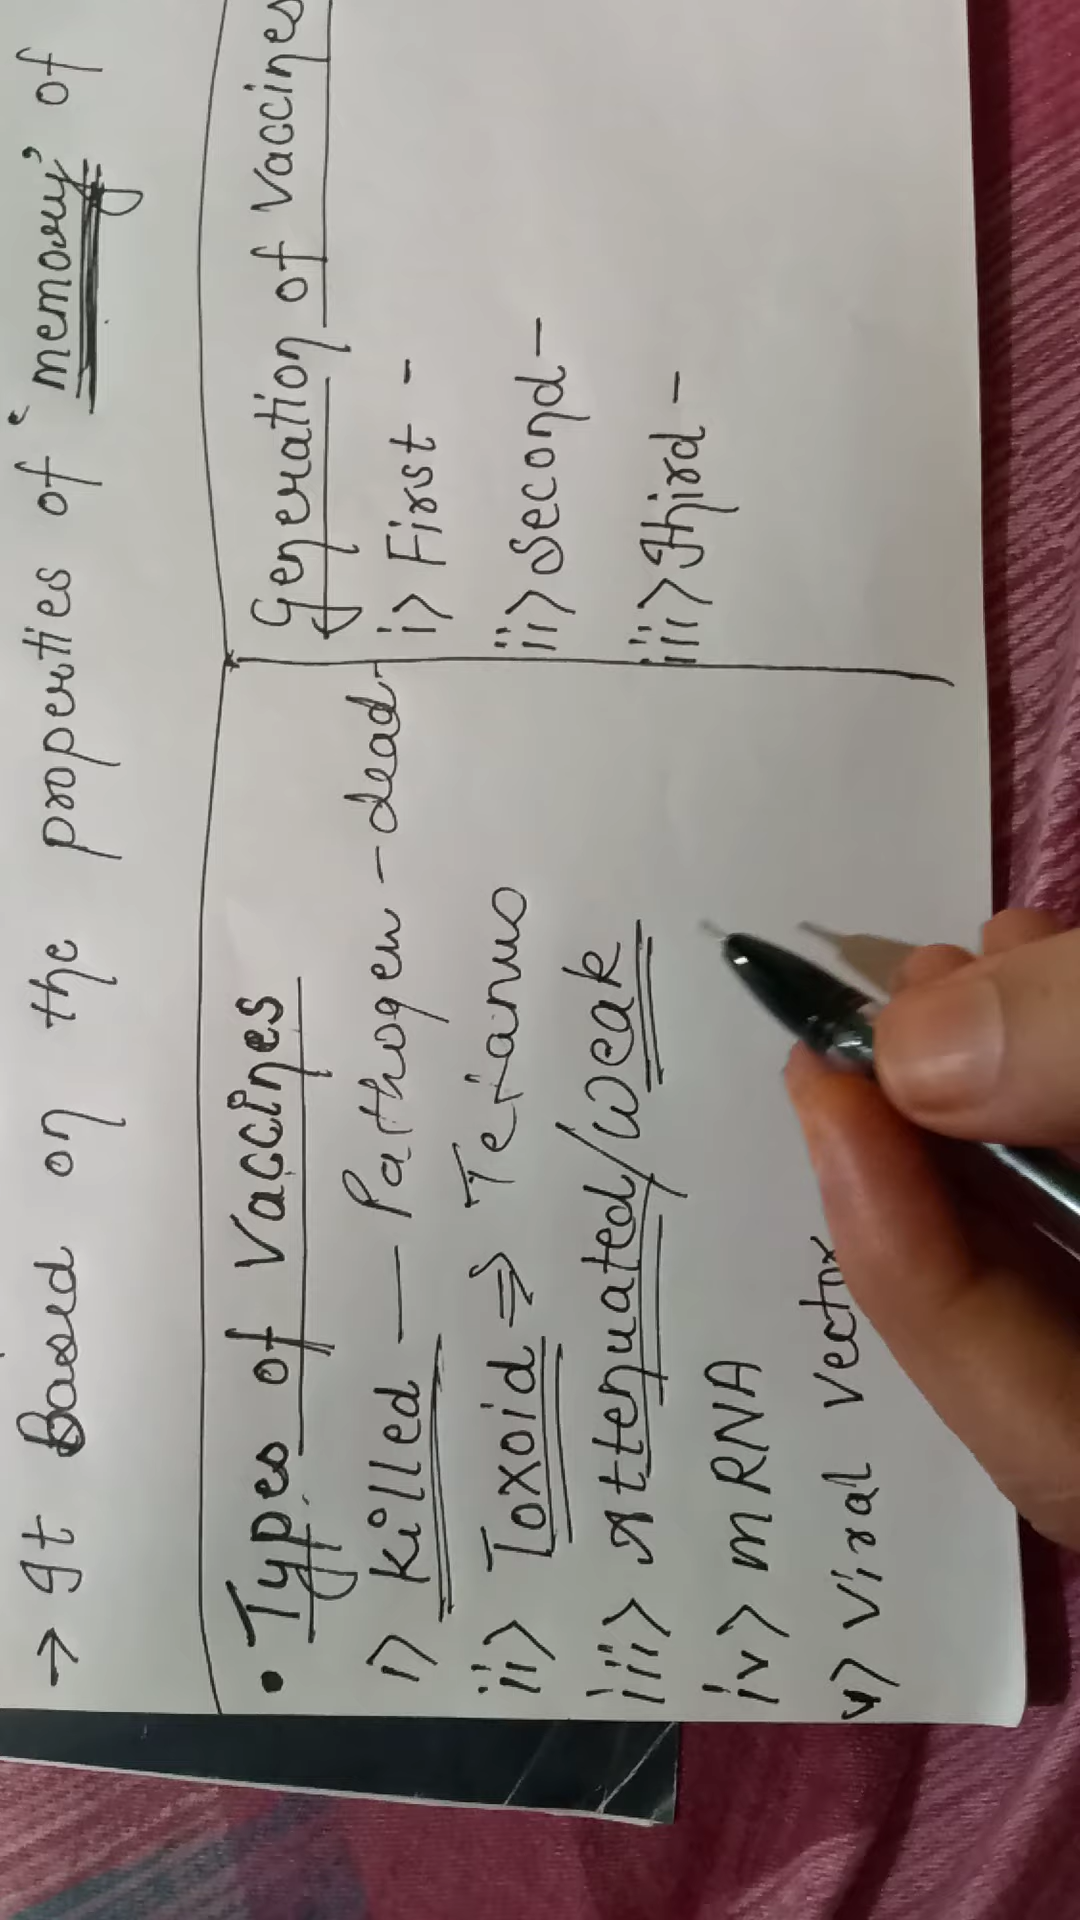 → It Based on the properties of ‘memory’ of
• Types of Vaccines
i> Killed — Pathogen - dead-
ii> Toxoid ⇒ Tetanus
iii> Attenuated/Weak
iv> mRNA
v> Viral Vector
Generation of Vaccines
i> First -
ii> Second -
iii> Third -